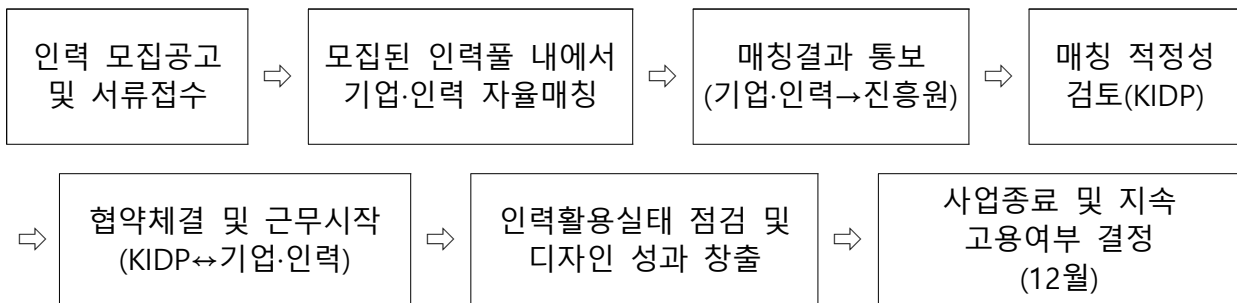 인력 모집공고
및 서류접수
⇨
모집된 인력풀 내에서
기업·인력 자율매칭
⇨
매칭결과 통보
(기업·인력→진흥원)
⇨
매칭 적정성
검토(KIDP)
⇨
협약체결 및 근무시작
(KIDP↔기업·인력)
⇨
인력활용실태 점검 및
디자인 성과 창출
⇨
사업종료 및 지속
고용여부 결정
(12월)